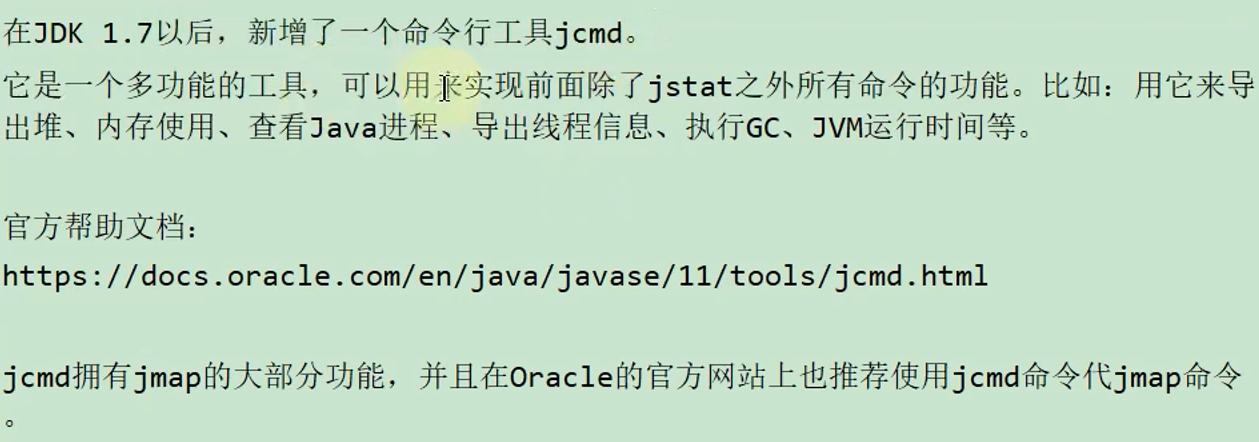 在JDK 1.7以后，新增了一个命令行工具jcmd。
它是一个多功能的工具，可以用来实现前面除了jstat之外所有命令的功能。比如：用它来导
出堆、内存使用、查看Java进程、导出线程信息、执行GC、JVM运行时间等。
官方帮助文档：
https://docs.oracle.com/en/java/javase/11/tools/jcmd.html
jcmd拥有jmap的大部分功能，并且在Oracle的官方网站上也推荐使用jcmd命令代jmap命令
。